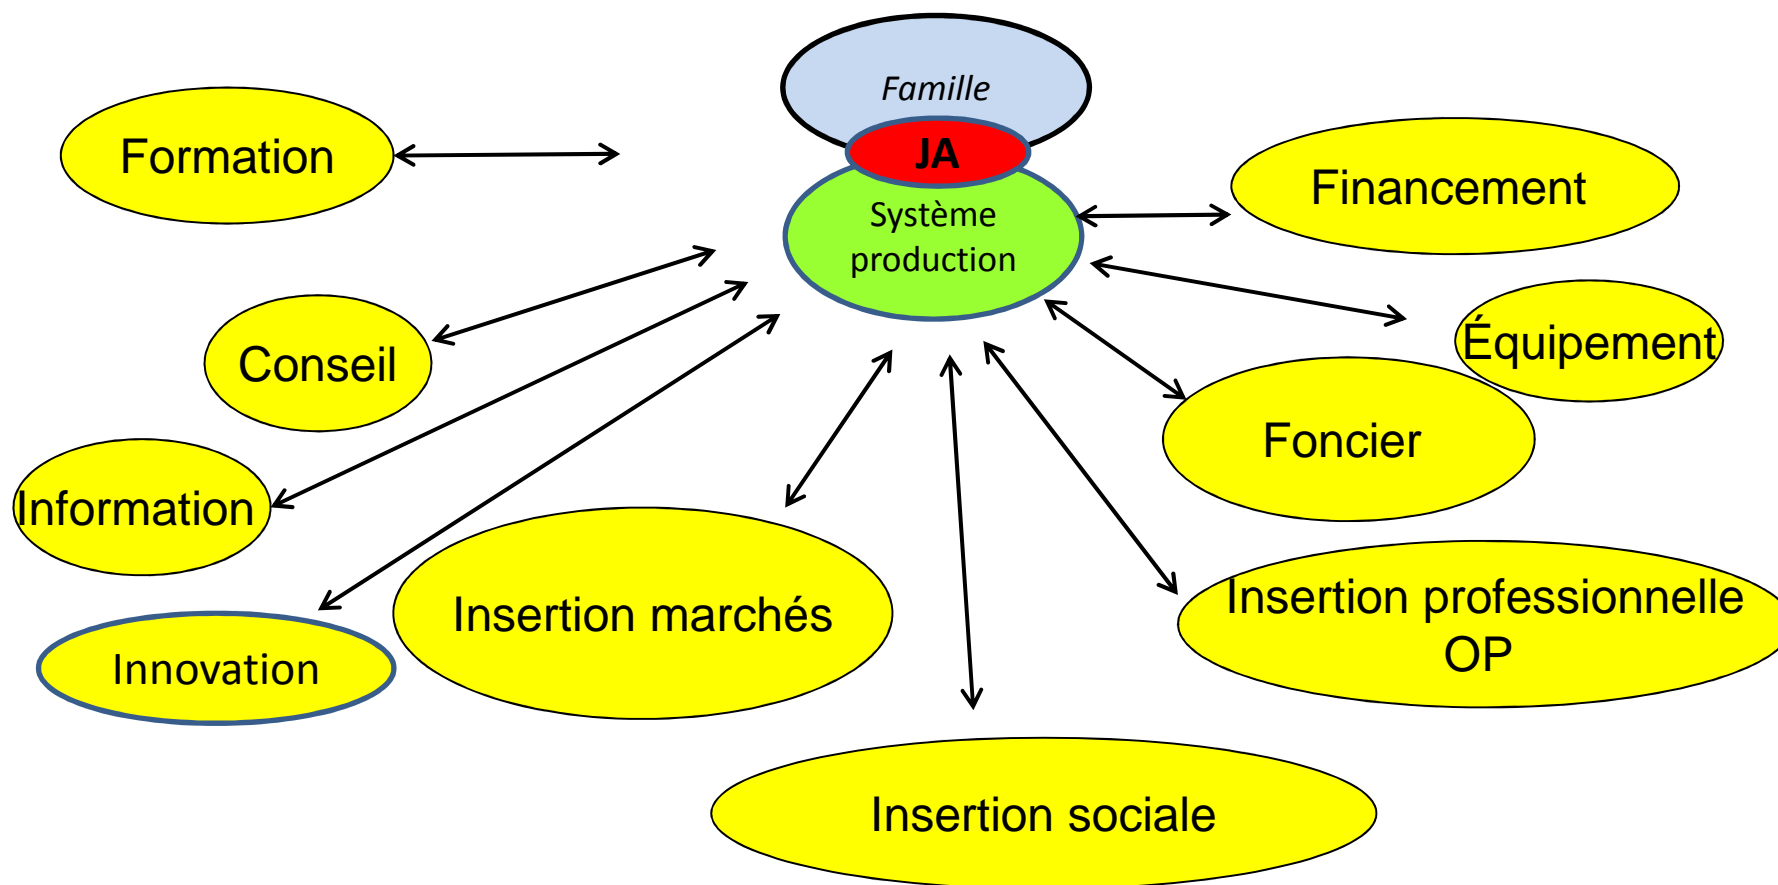 Famille
JA
Système
production
Formation
Financement
Conseil
Équipement
Foncier
Information
Insertion marchés
Insertion professionnelle
OP
Innovation
Insertion sociale